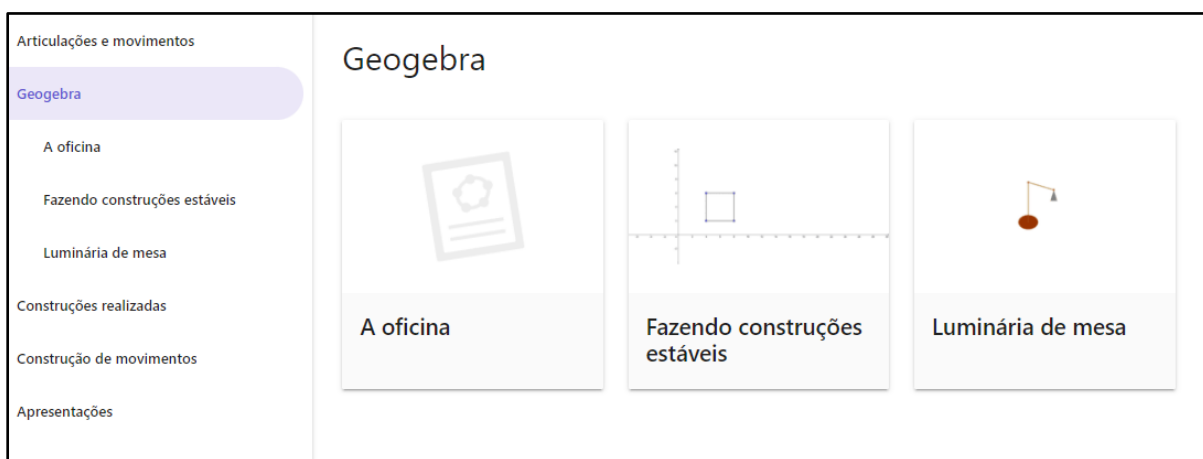 Articulações e movimentos
Geogebra
A oficina
Fazendo construções estáveis
Luminária de mesa
Construções realizadas
Construção de movimentos
Apresentações
Geogebra
A oficina
Fazendo construções
estáveis
Luminária de mesa